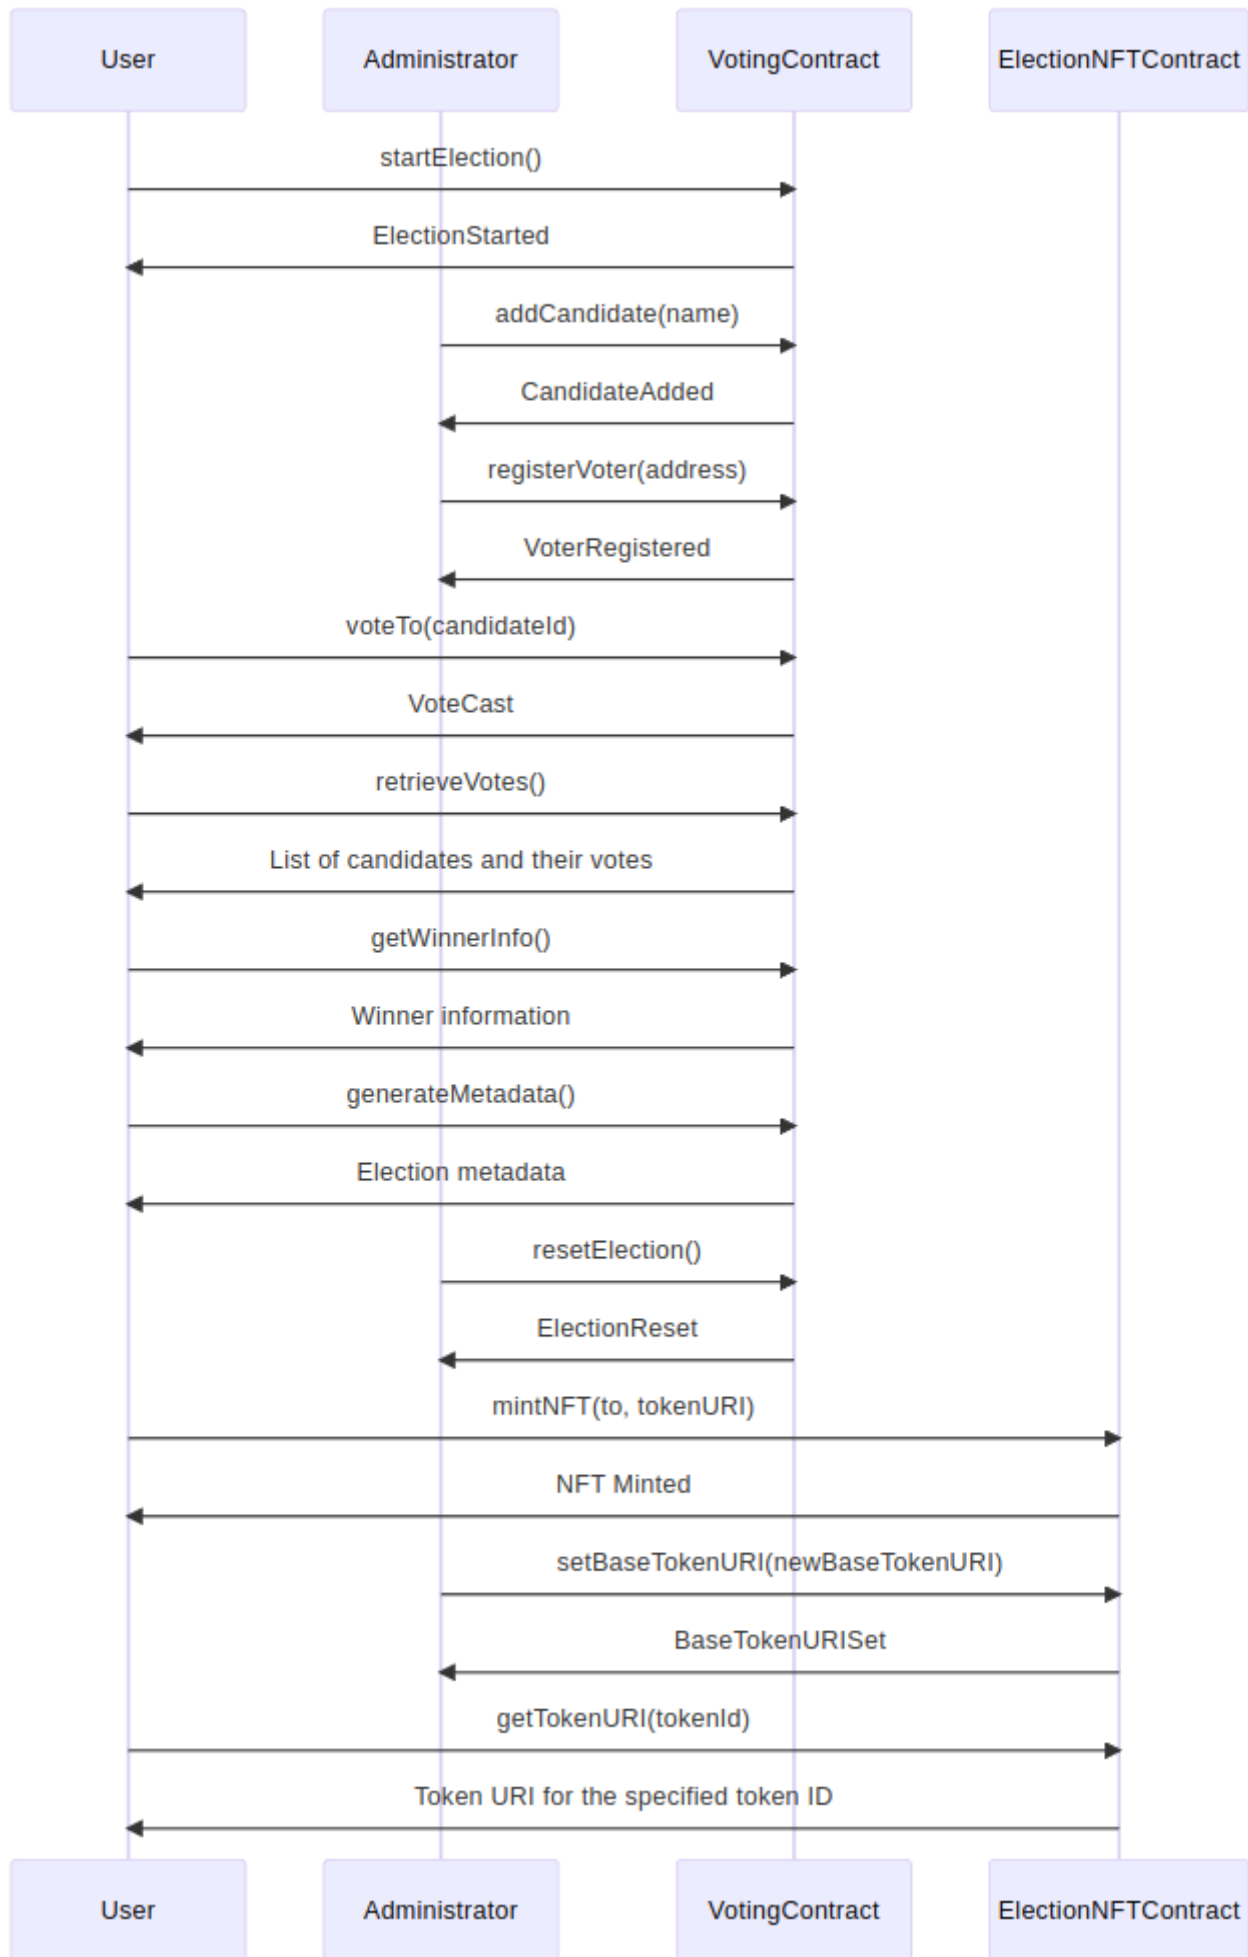 User
Administrator
VotingContract
ElectionNFTContract
startElection()
ElectionStarted
addCandidate(name)
CandidateAdded
registerVoter(address)
VoterRegistered
voteTo(candidateId)
VoteCast
retrieveVotes()
List of candidates and their votes
getWinnerInfo()
Winner information
generateMetadata()
Election metadata
resetElection()
ElectionReset
mintNFT(to, tokenURI)
NFT Minted
setBaseTokenURI(newBaseTokenURI)
BaseTokenURISet
getTokenURI(tokenId)
Token URI for the specified token ID
User
Administrator
VotingContract
ElectionNFTContract